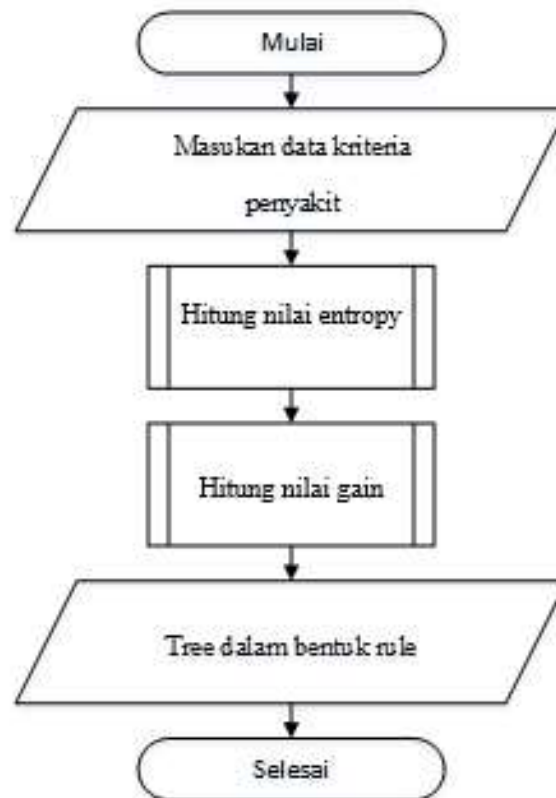 Mulai
Masukan data kriteria
penyakit
Hitung nilai entropy
Hitung nilai gain
Tree dalam bentuk rule
Selesai